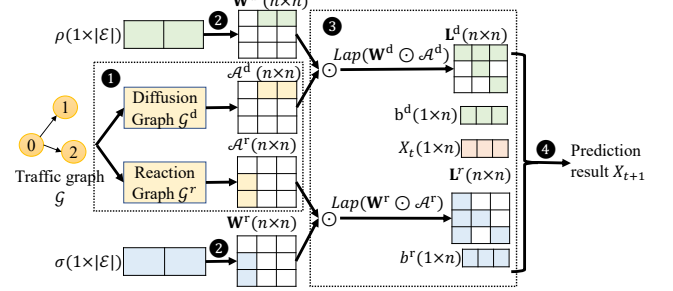 W (n×n)
ρ(1×|ℰ|)
❷
❸
Lap(𝐖ᵈ ⊙ 𝒜ᵈ)
𝐋ᵈ(n×n)
⊙
❶
𝒜ᵈ (n×n)
Diffusion
Graph 𝒢ᵈ
bᵈ(1×n)
1
0
2
Traffic graph
𝒢
𝒜ʳ(n×n)
Reaction
Graph 𝒢ʳ
Xₜ(1×n)
❹
Prediction
result Xₜ₊₁
𝐋ʳ(n×n)
𝐖ʳ(n×n)
Lap(𝐖ʳ ⊙ 𝒜ʳ)
⊙
σ(1×|ℰ|)
❷
bʳ(1×n)